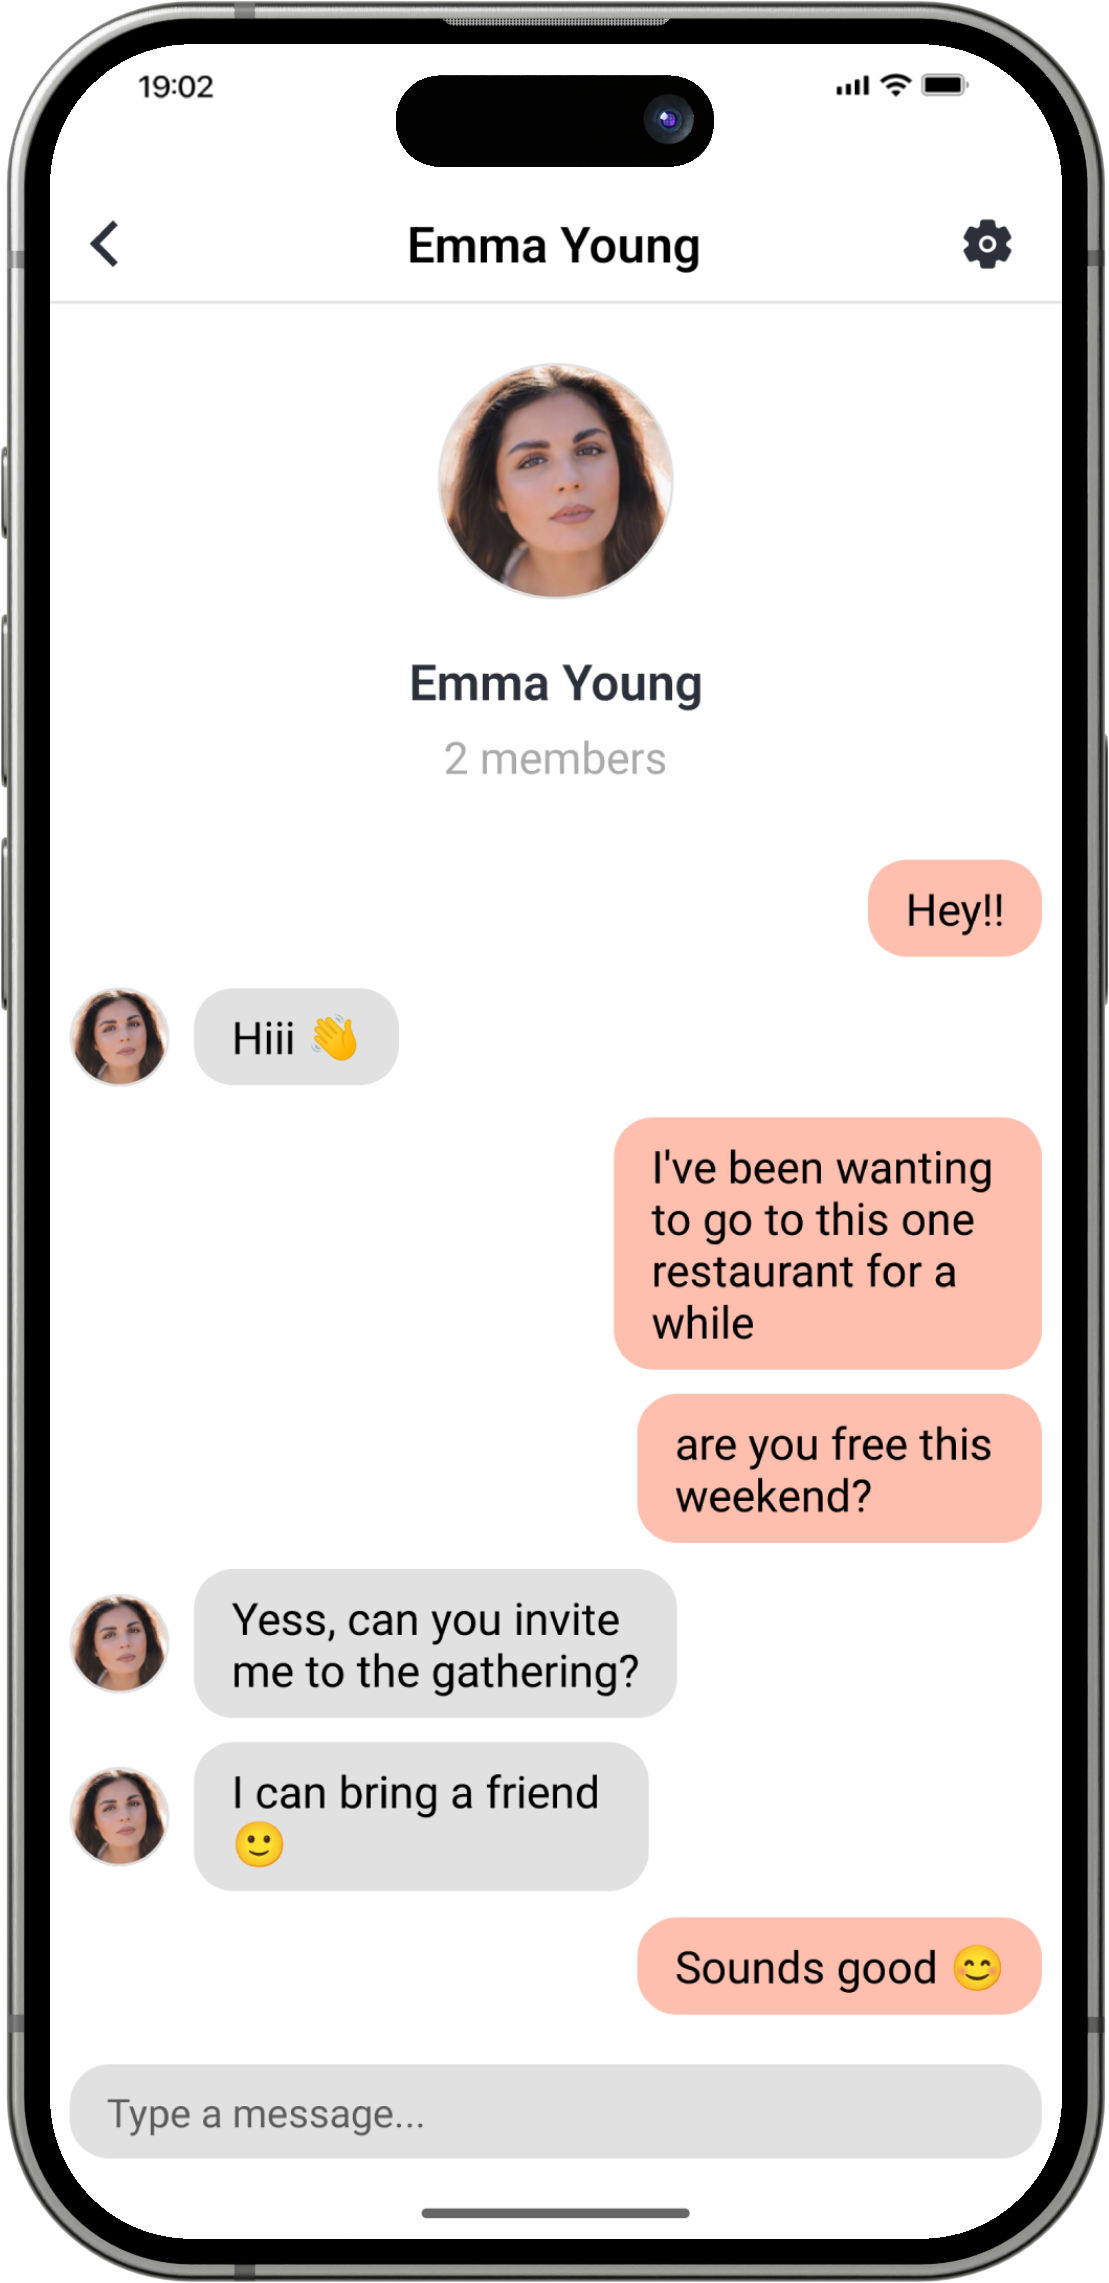 19:02
Emma Young
Emma Young
2 members
Hey!!
Hiii 👋
I've been wanting
to go to this one
restaurant for a
while
are you free this
weekend?
Yess, can you invite
me to the gathering?
I can bring a friend
🙂
Sounds good 😊
Type a message...